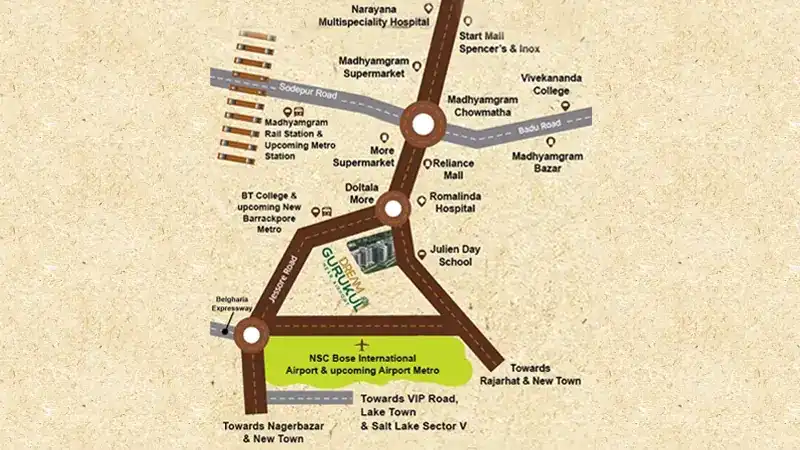 Narayana
Multispeciality Hospital
Start Mall
Spencer's & Inox
Madhyamgram
Supermarket
Vivekananda
College
Sodepur Road
Madhyamgram
Chowmatha
Badu Road
Madhyamgram
Rail Station &
Upcoming Metro
Station
More
Supermarket
Madhyamgram
Bazar
Reliance
Mall
Doltala
More
BT College &
upcoming New
Barrackpore
Metro
Romalinda
Hospital
Julien Day
School
DREAM
GURUKUL
NEAR AIRPORT
Jessore Road
Belgharia
Expressway
NSC Bose International
Airport & upcoming Airport Metro
Towards
Rajarhat & New Town
Towards VIP Road,
Lake Town
& Salt Lake Sector V
Towards Nagerbazar
& New Town